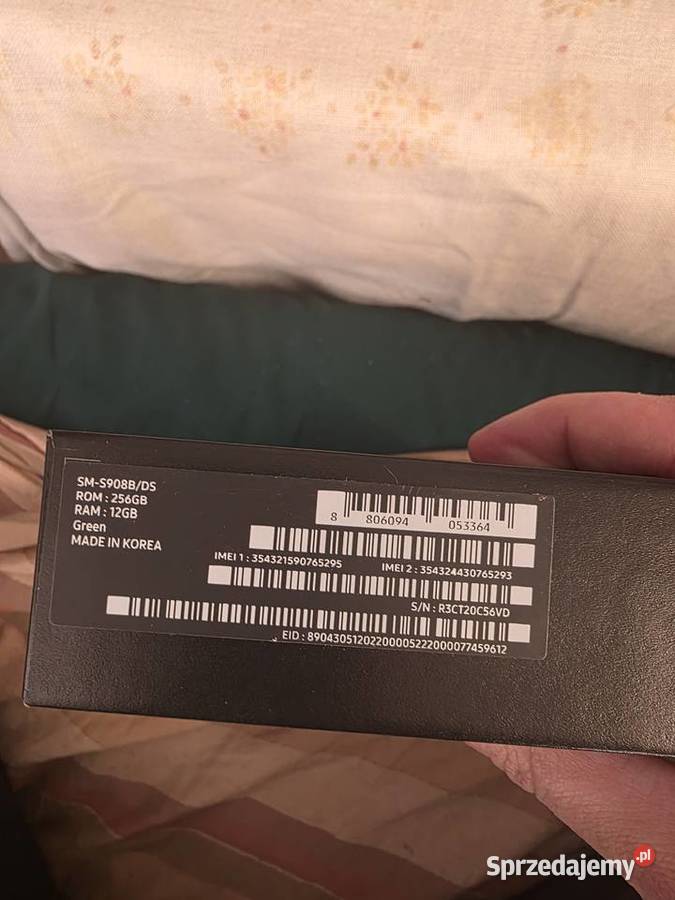 SM-S908B/DS
ROM : 256GB
RAM : 12GB
Green
MADE IN KOREA
8 806094 053364
IMEI 1 : 354321590765295 IMEI 2 : 354324430765293
S/N : R3CT20C56VD
EID : 89043051202200005222000077459612
Sprzedajemy.pl